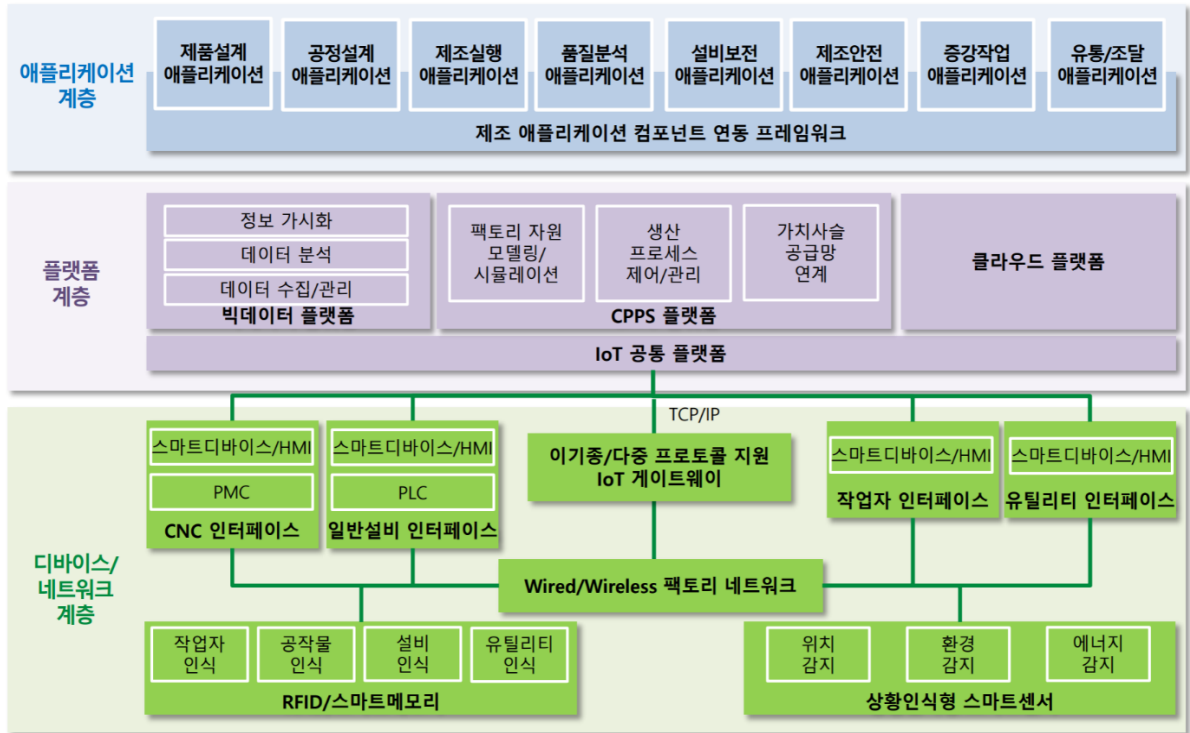 애플리케이션
계층
제품설계
애플리케이션
공정설계
애플리케이션
제조실행
애플리케이션
품질분석
애플리케이션
설비보전
애플리케이션
제조안전
애플리케이션
증강작업
애플리케이션
유통/조달
애플리케이션
제조 애플리케이션 컴포넌트 연동 프레임워크
플랫폼
계층
정보 가시화
데이터 분석
데이터 수집/관리
빅데이터 플랫폼
팩토리 자원
모델링/
시뮬레이션
생산
프로세스
제어/관리
가치사슬
공급망
연계
CPPS 플랫폼
클라우드 플랫폼
IoT 공통 플랫폼
TCP/IP
디바이스/
네트워크
계층
스마트디바이스/HMI
PMC
CNC 인터페이스
스마트디바이스/HMI
PLC
일반설비 인터페이스
이기종/다중 프로토콜 지원
IoT 게이트웨이
스마트디바이스/HMI
작업자 인터페이스
스마트디바이스/HMI
유틸리티 인터페이스
Wired/Wireless 팩토리 네트워크
작업자
인식
공작물
인식
설비
인식
유틸리티
인식
RFID/스마트메모리
위치
감지
환경
감지
에너지
감지
상황인식형 스마트센서